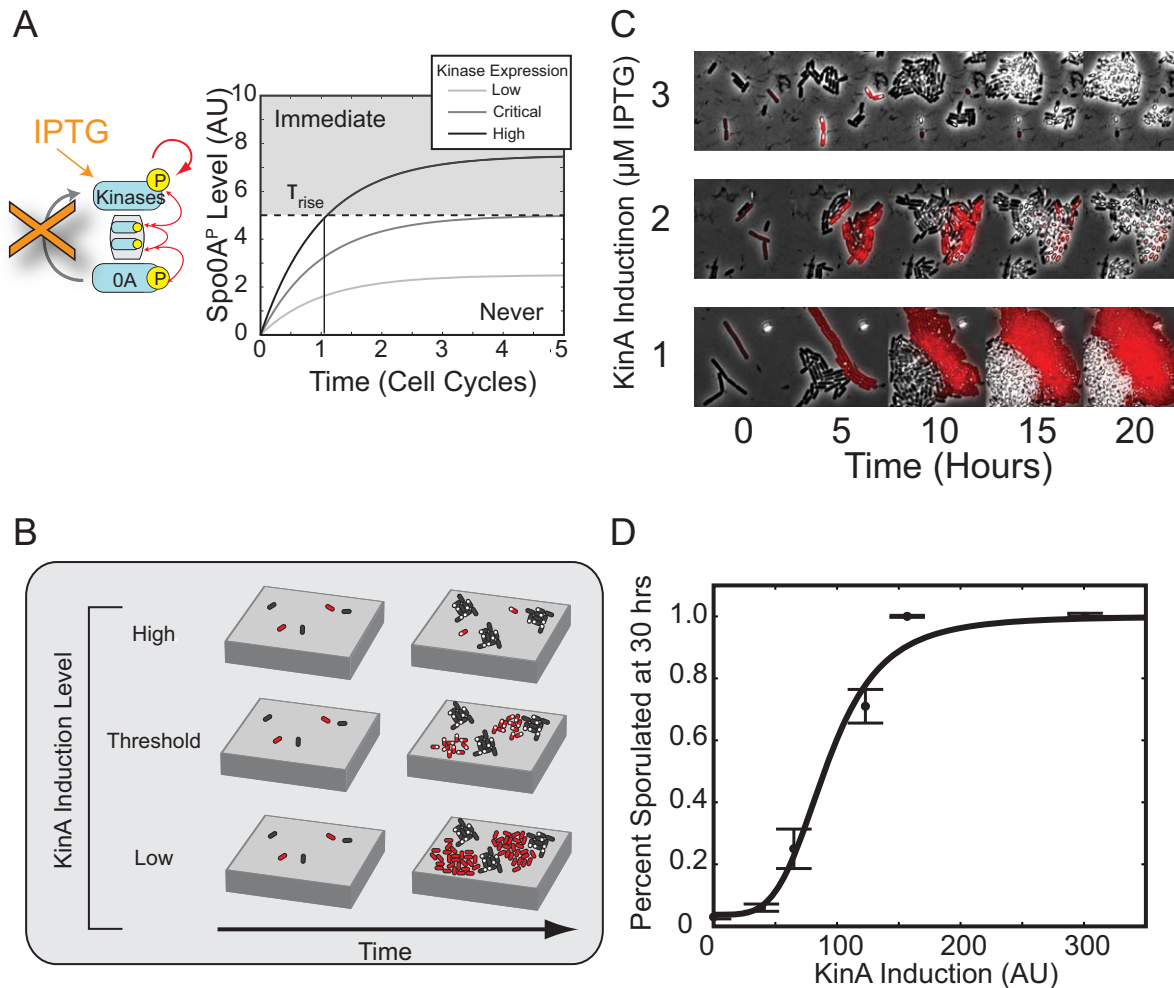 A
IPTG
P
Kinases
0A
P
Kinase Expression
Low
Critical
High
Immediate
Τrise
Never
Spo0A^P Level (AU)
10
8
6
4
2
0
0 1 2 3 4 5
Time (Cell Cycles)
B
KinA Induction Level
High
Threshold
Low
Time
C
KinA Induction (µM IPTG)
3
2
1
0 5 10 15 20
Time (Hours)
D
Percent Sporulated at 30 hrs
1.0
0.8
0.6
0.4
0.2
0
0 100 200 300
KinA Induction (AU)